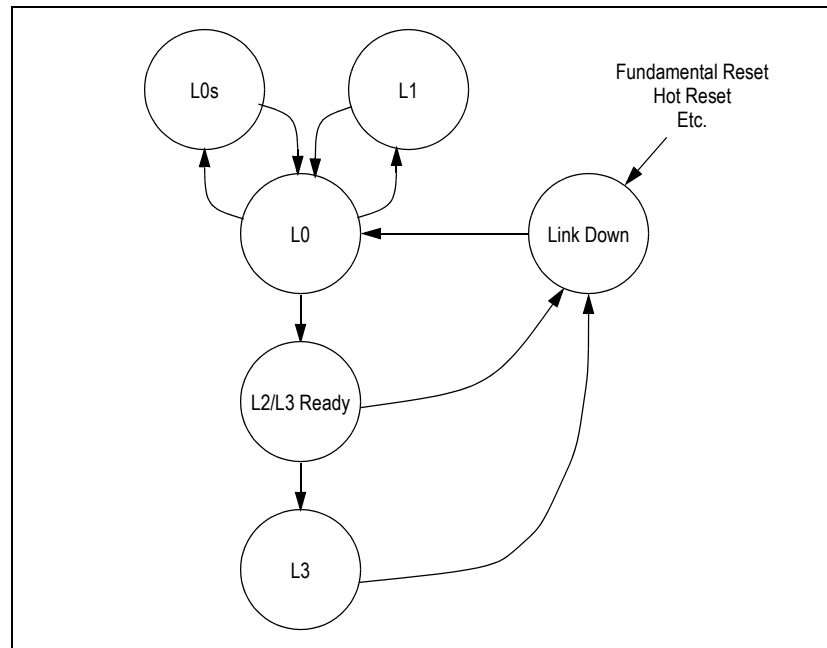 L0s
L1
Fundamental Reset
Hot Reset
Etc.
L0
Link Down
L2/L3 Ready
L3